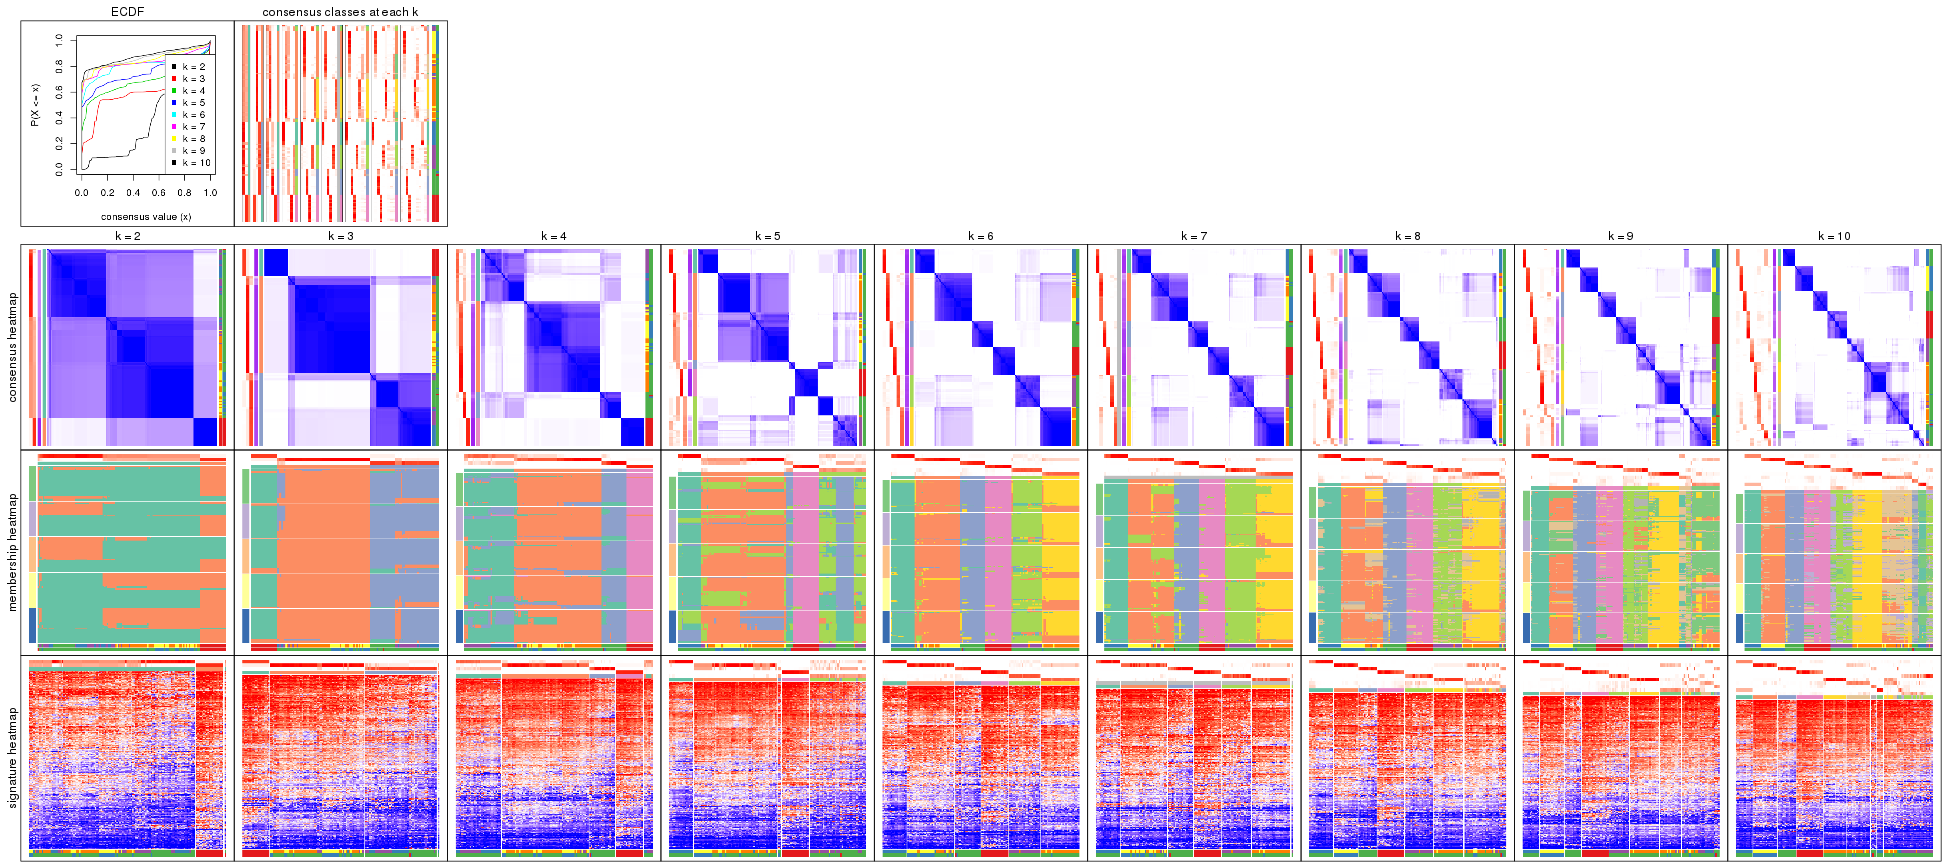 ECDF
consensus classes at each k
P(X <= x)
1.0
0.8
0.6
0.4
0.2
0.0
k = 2
k = 3
k = 4
k = 5
k = 6
k = 7
k = 8
k = 9
k = 10
0.0 0.2 0.4 0.6 0.8 1.0
consensus value (x)
k = 2 k = 3 k = 4 k = 5 k = 6 k = 7 k = 8 k = 9 k = 10
consensus heatmap
membership heatmap
signature heatmap